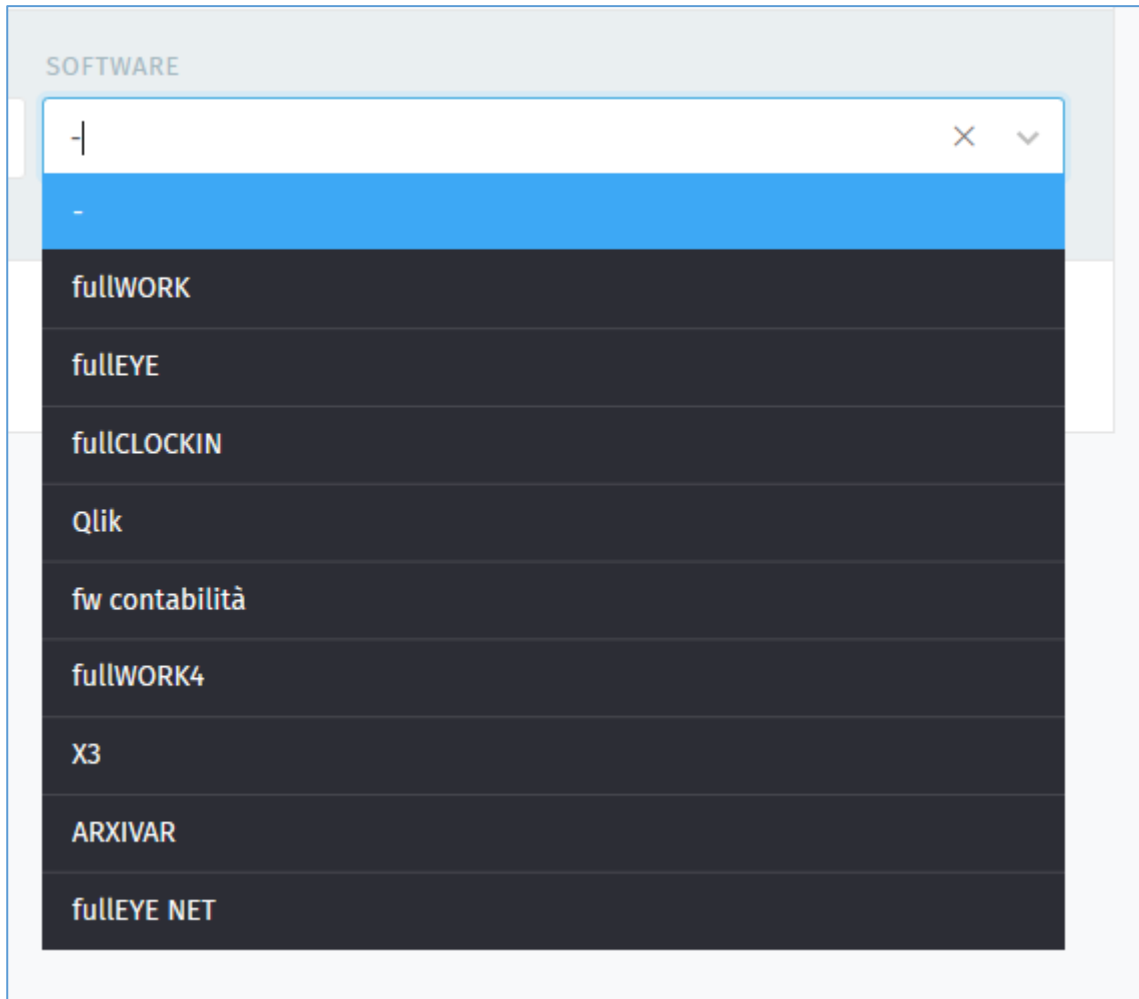 SOFTWARE
-
-
fullWORK
fullEYE
fullCLOCKIN
Qlik
fw contabilità
fullWORK4
X3
ARXIVAR
fullEYE NET